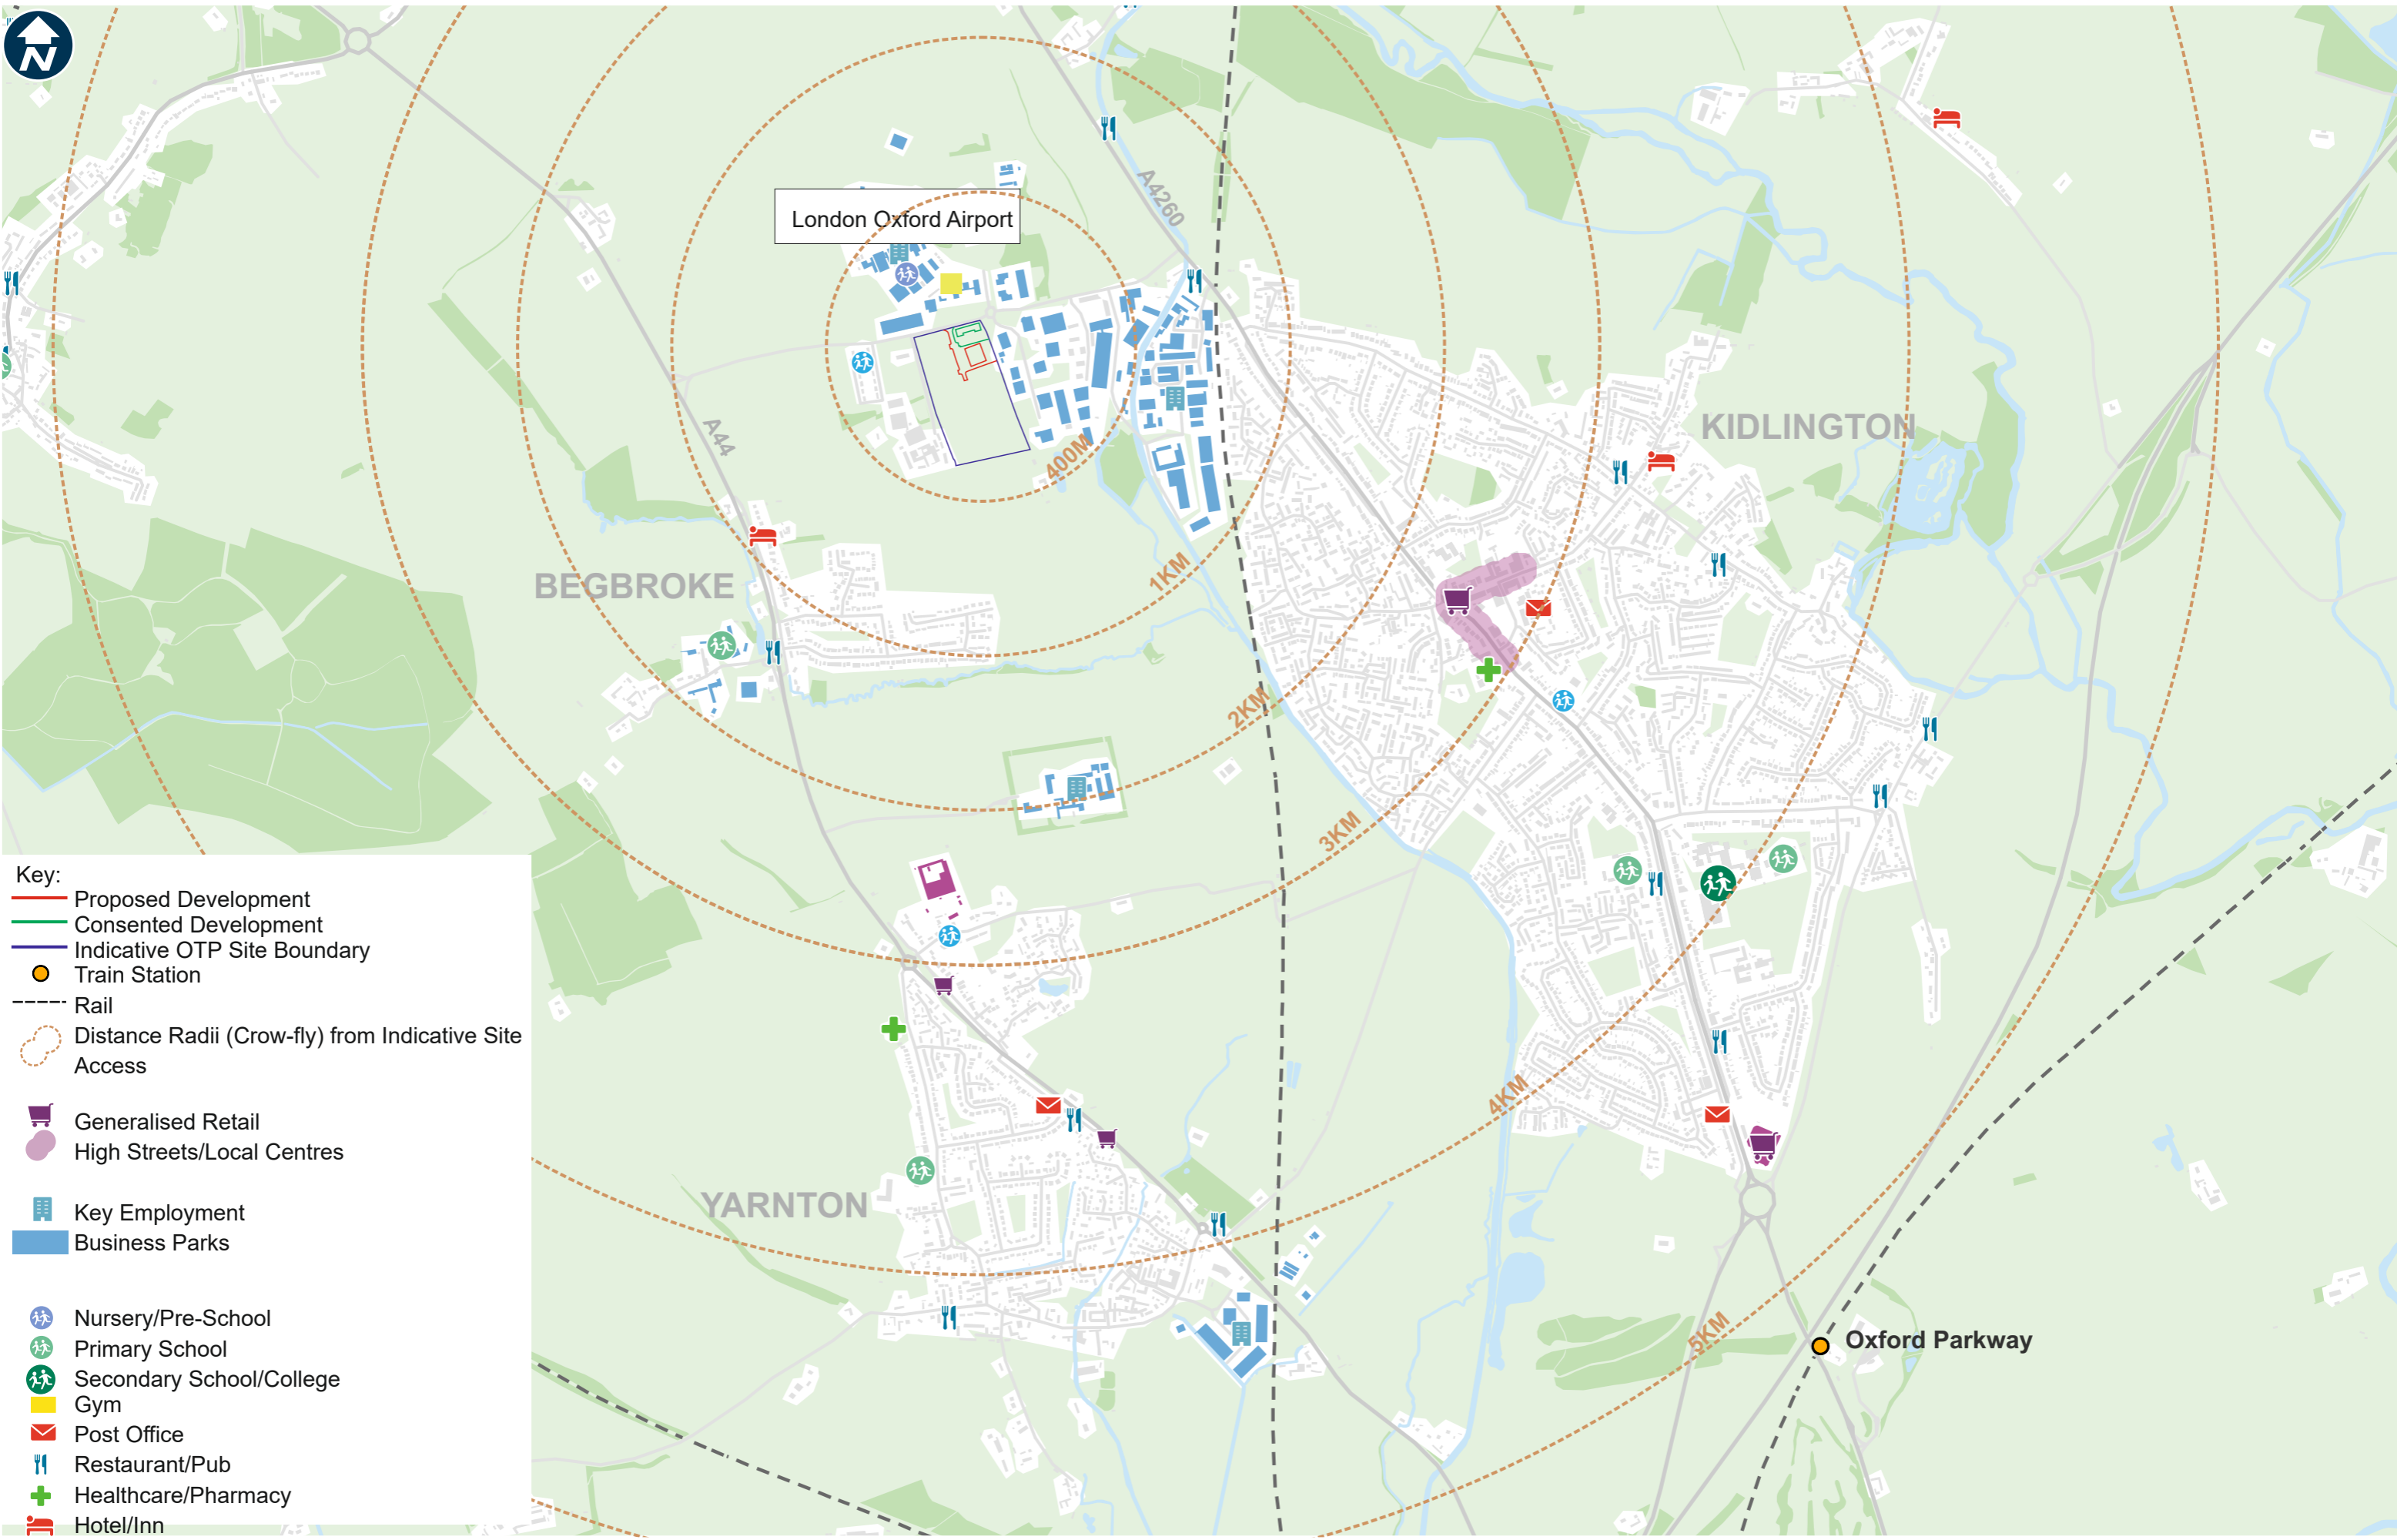 N
London Oxford Airport
A4260
KIDLINGTON
A44
400M
BEGBROKE
1KM
2KM
3KM
4KM
YARNTON
5KM
Oxford Parkway
Key:
Proposed Development
Consented Development
Indicative OTP Site Boundary
Train Station
Rail
Distance Radii (Crow-fly) from Indicative Site
Access
Generalised Retail
High Streets/Local Centres
Key Employment
Business Parks
Nursery/Pre-School
Primary School
Secondary School/College
Gym
Post Office
Restaurant/Pub
Healthcare/Pharmacy
Hotel/Inn